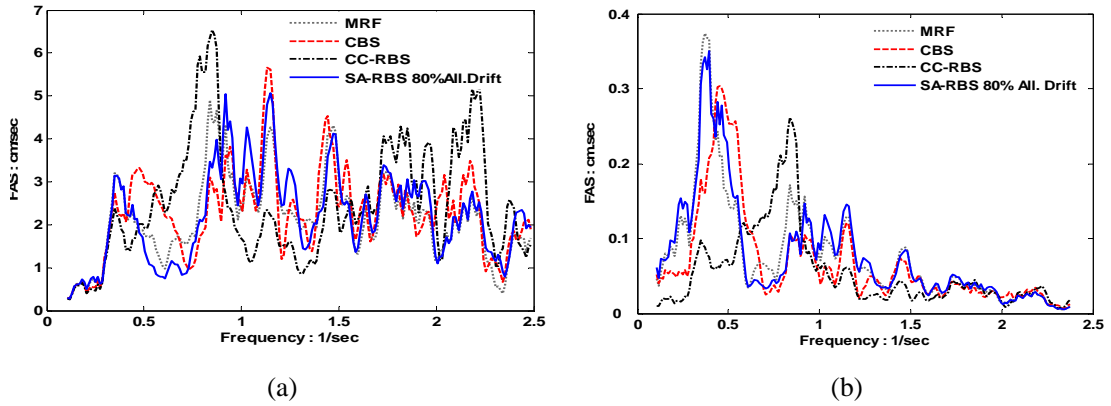 7
6
5
4
3
2
1
0
FAS : cm/sec
0 0.5 1 1.5 2 2.5
Frequency : 1/sec
MRF
CBS
CC-RBS
SA-RBS 80%All.Drift
(a)
0.4
0.3
0.2
0.1
0
FAS : cm.sec
0 0.5 1 1.5 2 2.5
Frequency : 1/sec
MRF
CBS
CC-RBS
SA-RBS 80% All. Drift
(b)